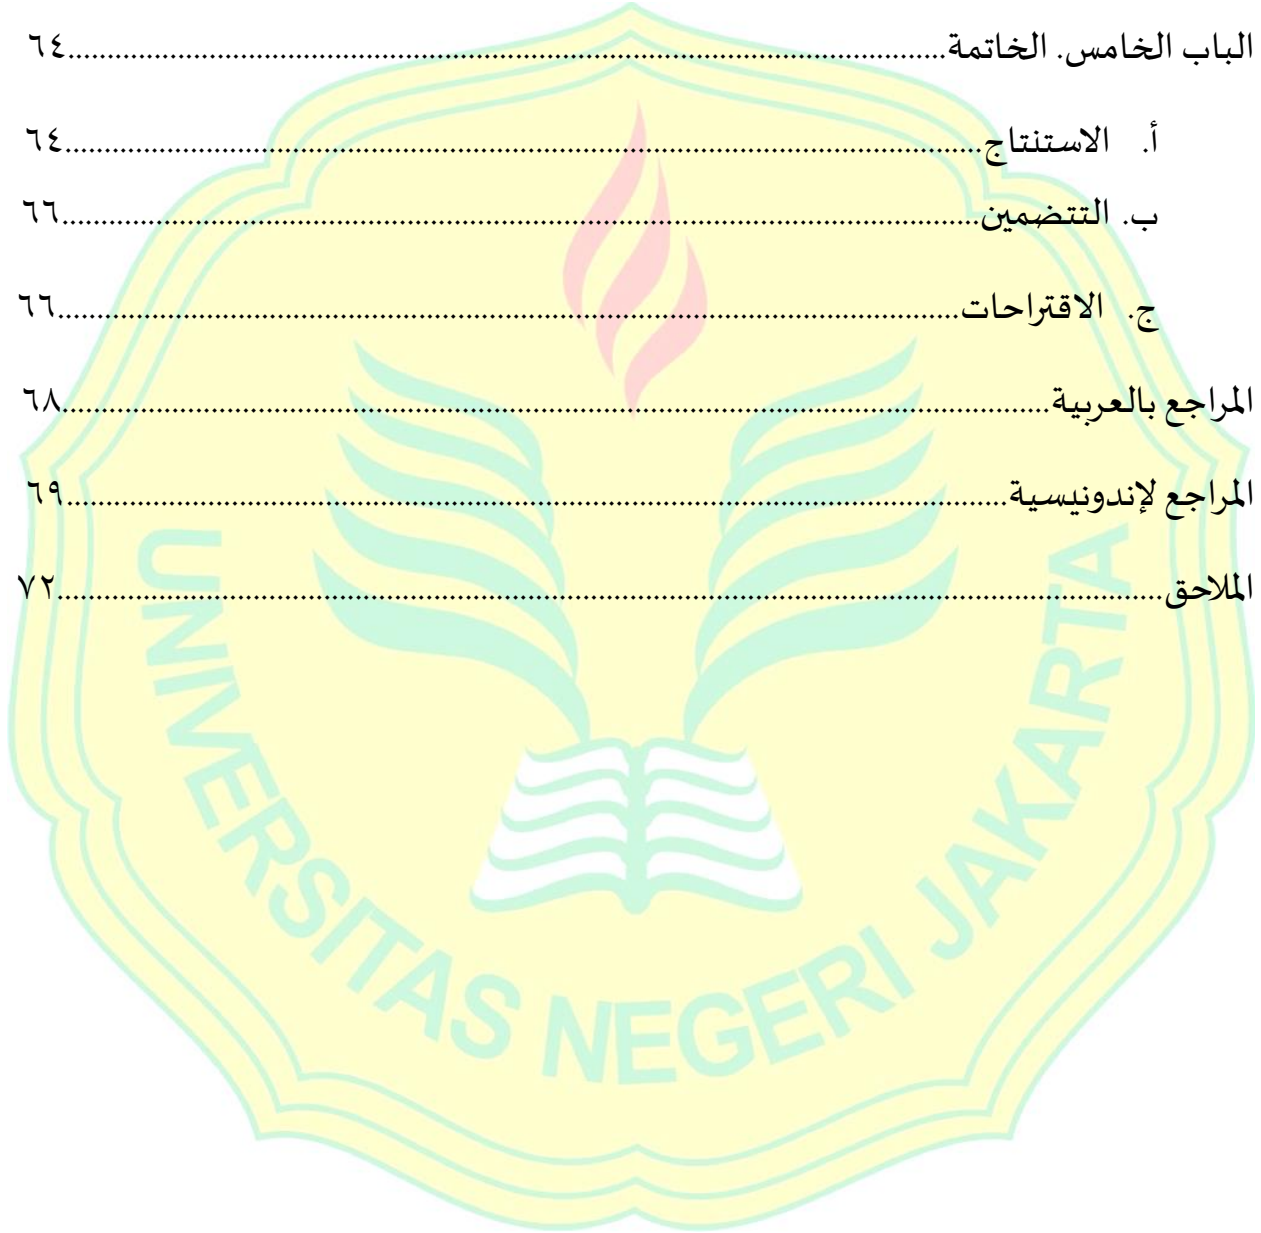 الباب الخامس. الخاتمة........................................................................٦٤
أ. الاستنتاج........................................................................٦٤
ب. التتضمين........................................................................٦٦
ج. الاقتراحات........................................................................٦٦
المراجع بالعربية........................................................................٦٨
المراجع لإندونيسية........................................................................٦٩
الملاحق........................................................................٧٢
UNIVERSITAS NEGERI JAKARTA